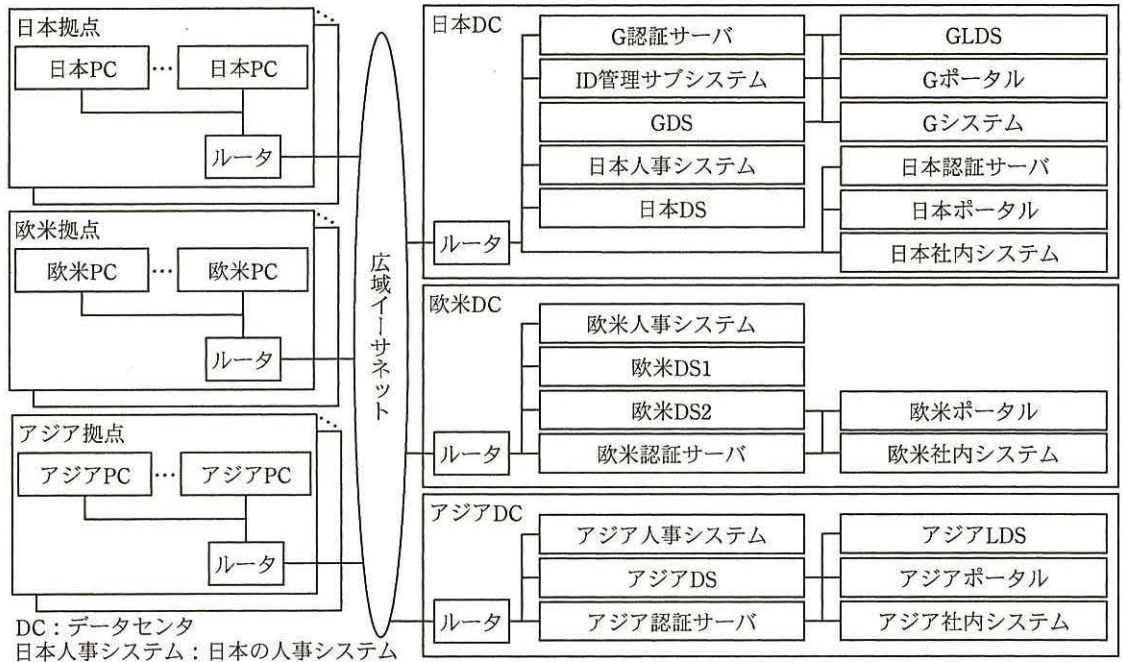 日本拠点
日本PC … 日本PC
ルータ
欧米拠点
欧米PC … 欧米PC
ルータ
アジア拠点
アジアPC … アジアPC
ルータ
広域イーサネット
日本DC
G認証サーバ
GLDS
ID管理サブシステム
Gポータル
GDS
Gシステム
日本人事システム
日本認証サーバ
日本DS
日本ポータル
ルータ
日本社内システム
欧米DC
欧米人事システム
欧米DS1
欧米DS2
欧米ポータル
ルータ
欧米認証サーバ
欧米社内システム
アジアDC
アジア人事システム
アジアLDS
アジアDS
アジアポータル
ルータ
アジア認証サーバ
アジア社内システム
DC：データセンタ
日本人事システム：日本の人事システム